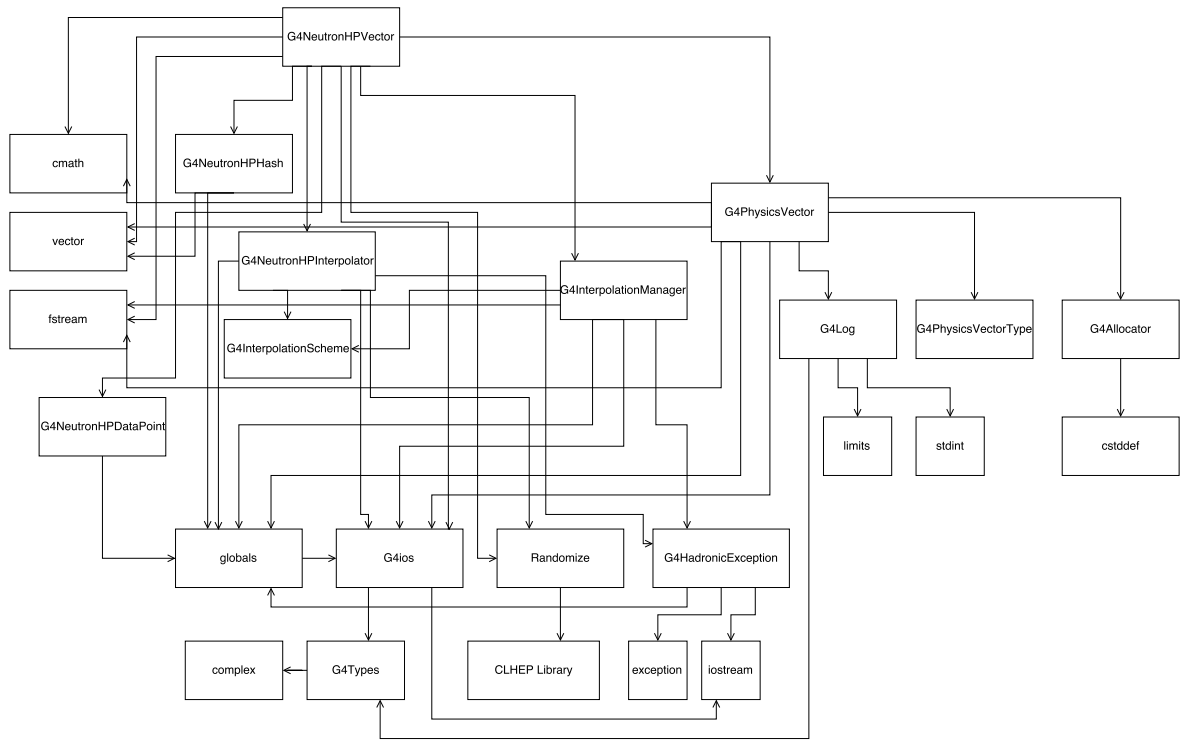 G4NeutronHPVector
cmath
G4NeutronHPHash
vector
G4PhysicsVector
G4NeutronHPInterpolator
fstream
G4InterpolationManager
G4InterpolationScheme
G4Log
G4PhysicsVectorType
G4Allocator
G4NeutronHPDataPoint
limits
stdint
cstddef
globals
G4ios
Randomize
G4HadronicException
complex
G4Types
CLHEP Library
exception
iostream